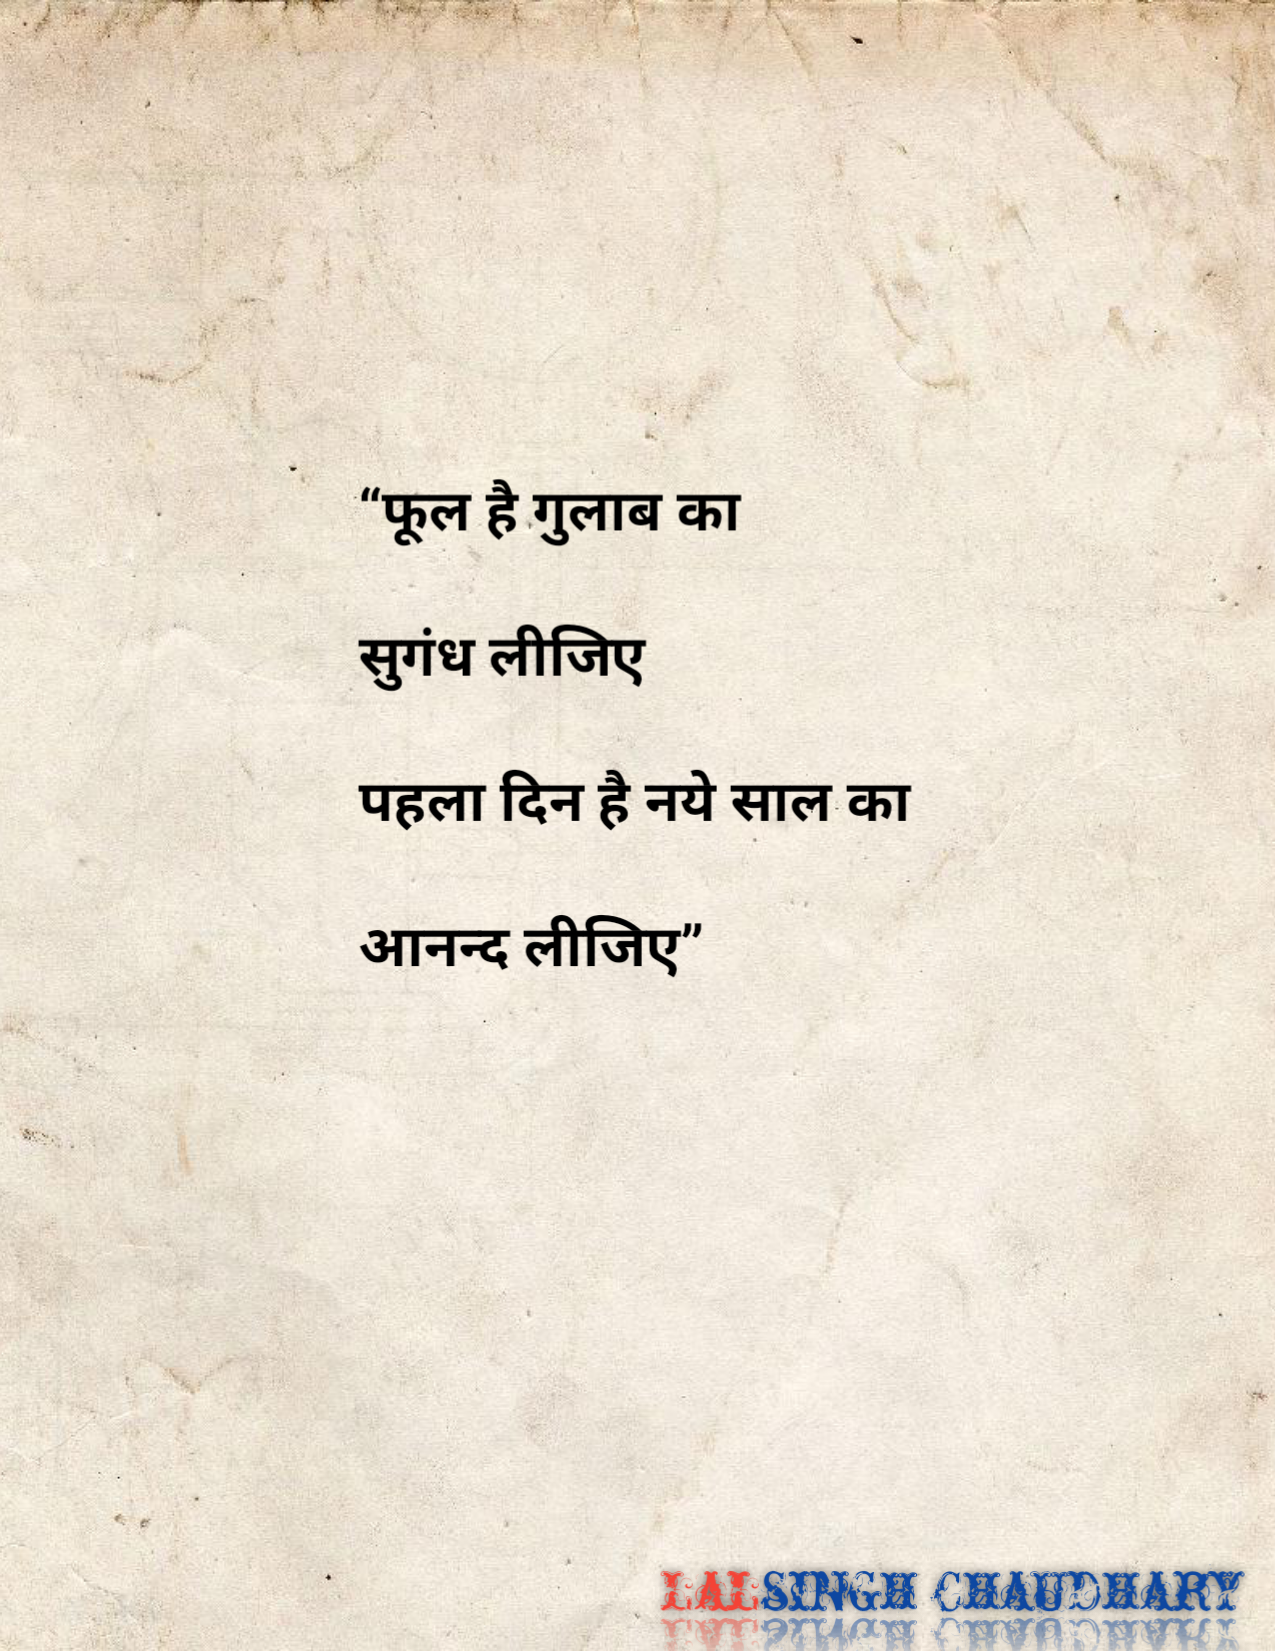 “फूल है गुलाब का
सुगंध लीजिए
पहला दिन है नये साल का
आनन्द लीजिए”
LALSINGH CHAUDHARY